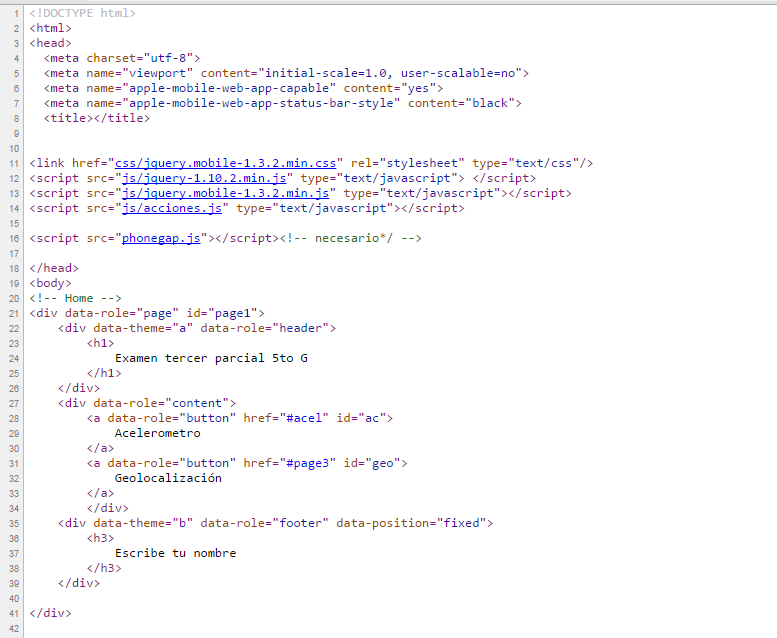 1 <!DOCTYPE html>
2 <html>
3 <head>
4   <meta charset="utf-8">
5   <meta name="viewport" content="initial-scale=1.0, user-scalable=no">
6   <meta name="apple-mobile-web-app-capable" content="yes">
7   <meta name="apple-mobile-web-app-status-bar-style" content="black">
8   <title></title>
9
10
11 <link href="css/jquery.mobile-1.3.2.min.css" rel="stylesheet" type="text/css"/>
12 <script src="js/jquery-1.10.2.min.js" type="text/javascript"> </script>
13 <script src="js/jquery.mobile-1.3.2.min.js" type="text/javascript"></script>
14 <script src="js/acciones.js" type="text/javascript"></script>
15
16 <script src="phonegap.js"></script><!-- necesario*/ -->
17
18 </head>
19 <body>
20 <!-- Home -->
21 <div data-role="page" id="page1">
22     <div data-theme="a" data-role="header">
23         <h1>
24             Examen tercer parcial 5to G
25         </h1>
26     </div>
27     <div data-role="content">
28         <a data-role="button" href="#acel" id="ac">
29             Acelerometro
30         </a>
31         <a data-role="button" href="#page3" id="geo">
32             Geolocalización
33         </a>
34         </div>
35     <div data-theme="b" data-role="footer" data-position="fixed">
36         <h3>
37             Escribe tu nombre
38         </h3>
39     </div>
40
41 </div>
42